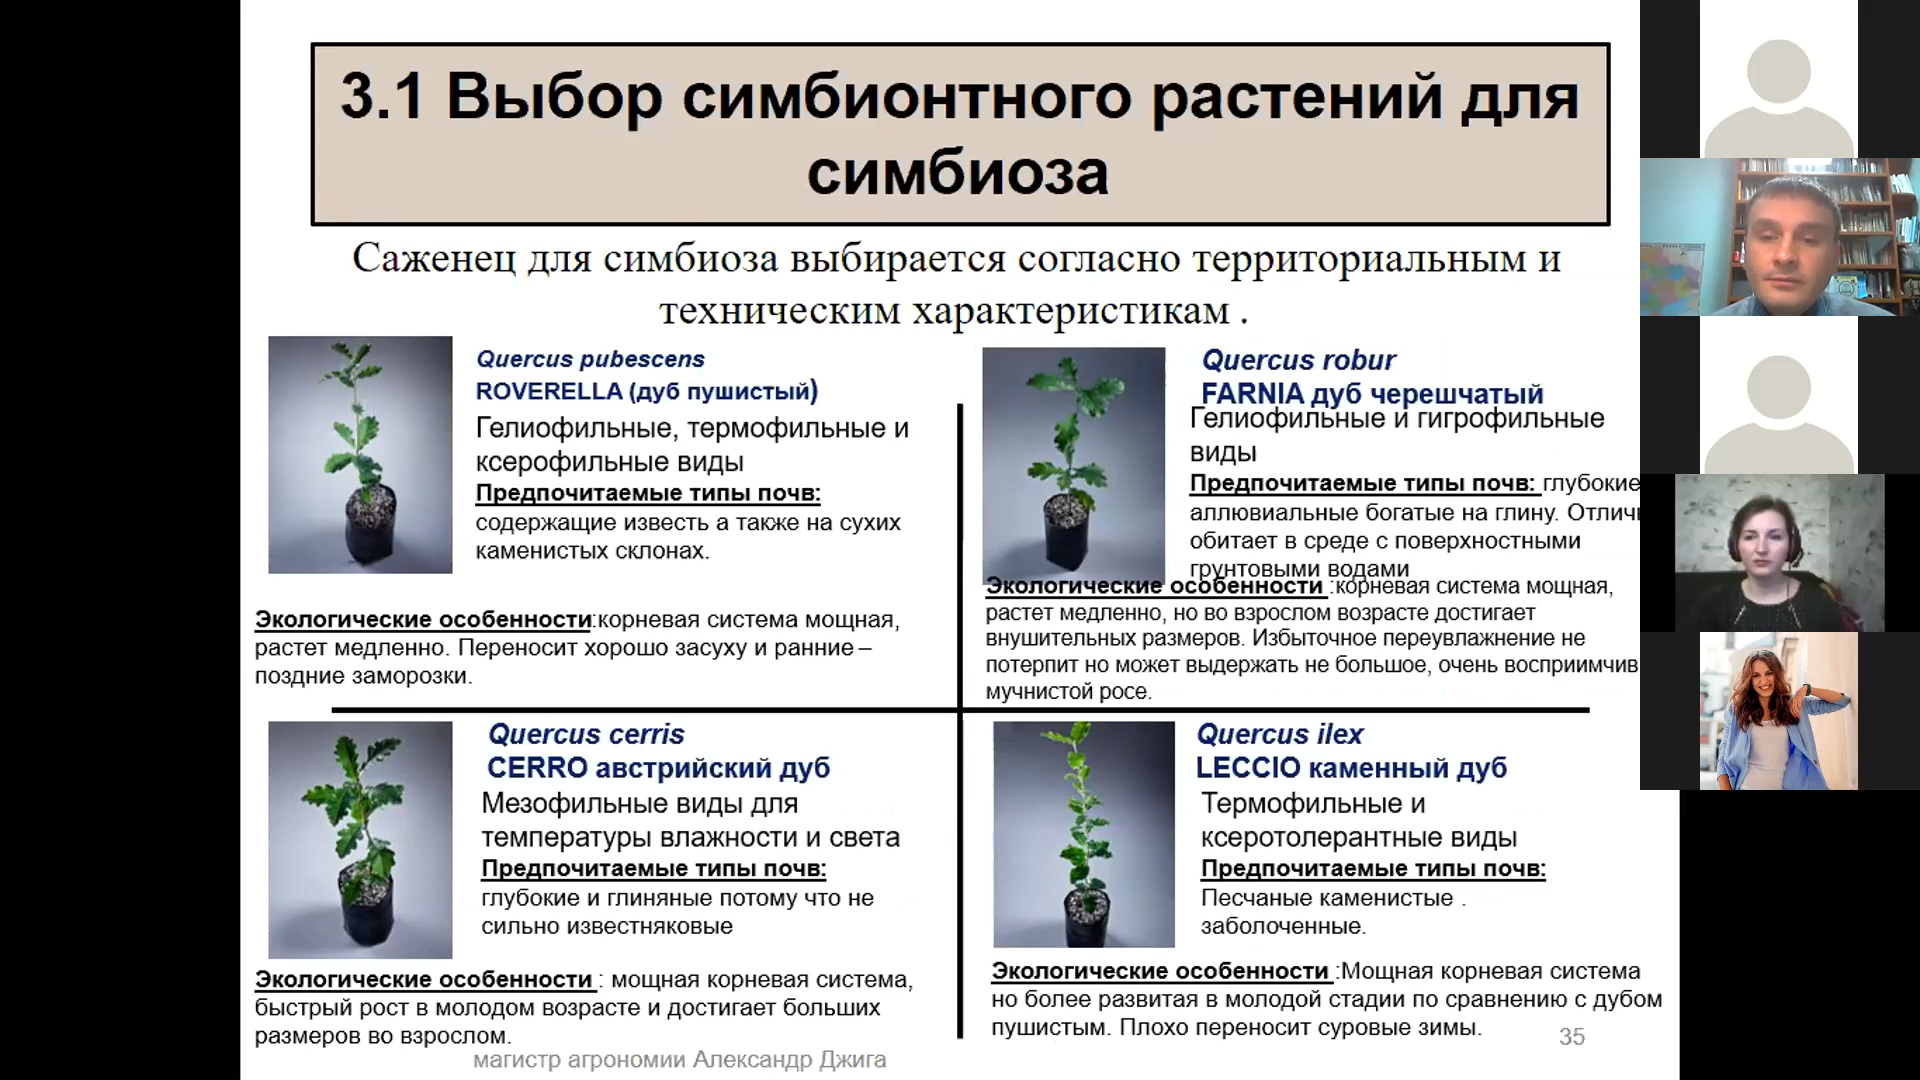 3.1 Выбор симбионтного растений для
симбиоза
Саженец для симбиоза выбирается согласно территориальным и
техническим характеристикам .
Quercus pubescens
ROVERELLA (дуб пушистый)
Гелиофильные, термофильные и
ксерофильные виды
Предпочитаемые типы почв:
содержащие известь а также на сухих
каменистых склонах.
Экологические особенности:корневая система мощная,
растет медленно. Переносит хорошо засуху и ранние –
поздние заморозки.
Quercus robur
FARNIA дуб черешчатый
Гелиофильные и гигрофильные
виды
Предпочитаемые типы почв: глубокие
аллювиальные богатые на глину.
обитает в среде с поверхностными
грунтовыми водами
Экологические особенности :корневая система мощная,
растет медленно, но во взрослом возрасте достигает
внушительных размеров. Избыточное переувлажнение не
потерпит но может выдержать не большое, очень восприимчив
мучнистой росе.
Quercus cerris
CERRO австрийский дуб
Мезофильные виды для
температуры влажности и света
Предпочитаемые типы почв:
глубокие и глиняные потому что не
сильно известняковые
Экологические особенности : мощная корневая система,
быстрый рост в молодом возрасте и достигает больших
размеров во взрослом.
Quercus ilex
LECCIO каменный дуб
Термофильные и
ксеротолерантные виды
Предпочитаемые типы почв:
Песчаные каменистые .
заболоченные.
Экологические особенности :Мощная корневая система
но более развитая в молодой стадии по сравнению с дубом
пушистым. Плохо переносит суровые зимы.
35
магистр агрономии Александр Джига